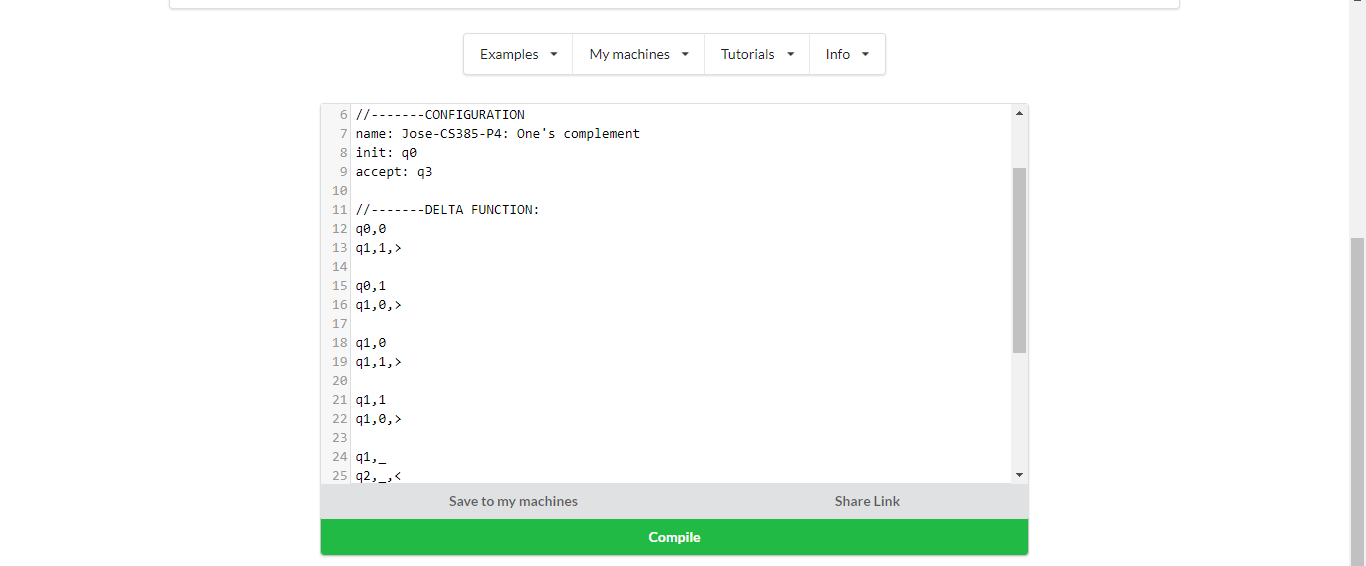 Examples My machines Tutorials Info
6 //-------CONFIGURATION
7 name: Jose-CS385-P4: One's complement
8 init: q0
9 accept: q3
10
11 //-------DELTA FUNCTION:
12 q0,0
13 q1,1,>
14
15 q0,1
16 q1,0,>
17
18 q1,0
19 q1,1,>
20
21 q1,1
22 q1,0,>
23
24 q1,_
25 q2,_,<
Save to my machines Share Link
Compile